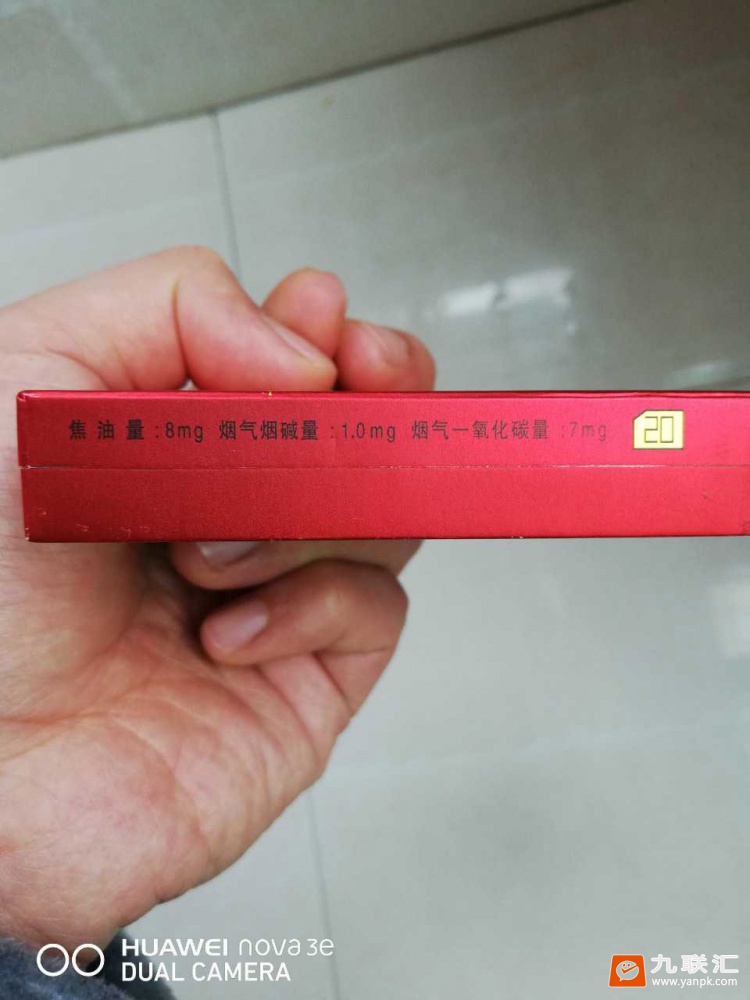 焦油量:8mg 烟气烟碱量:1.0mg 烟气一氧化碳量:7mg 20
HUAWEI nova 3e
DUAL CAMERA
九联汇
www.yanpk.com